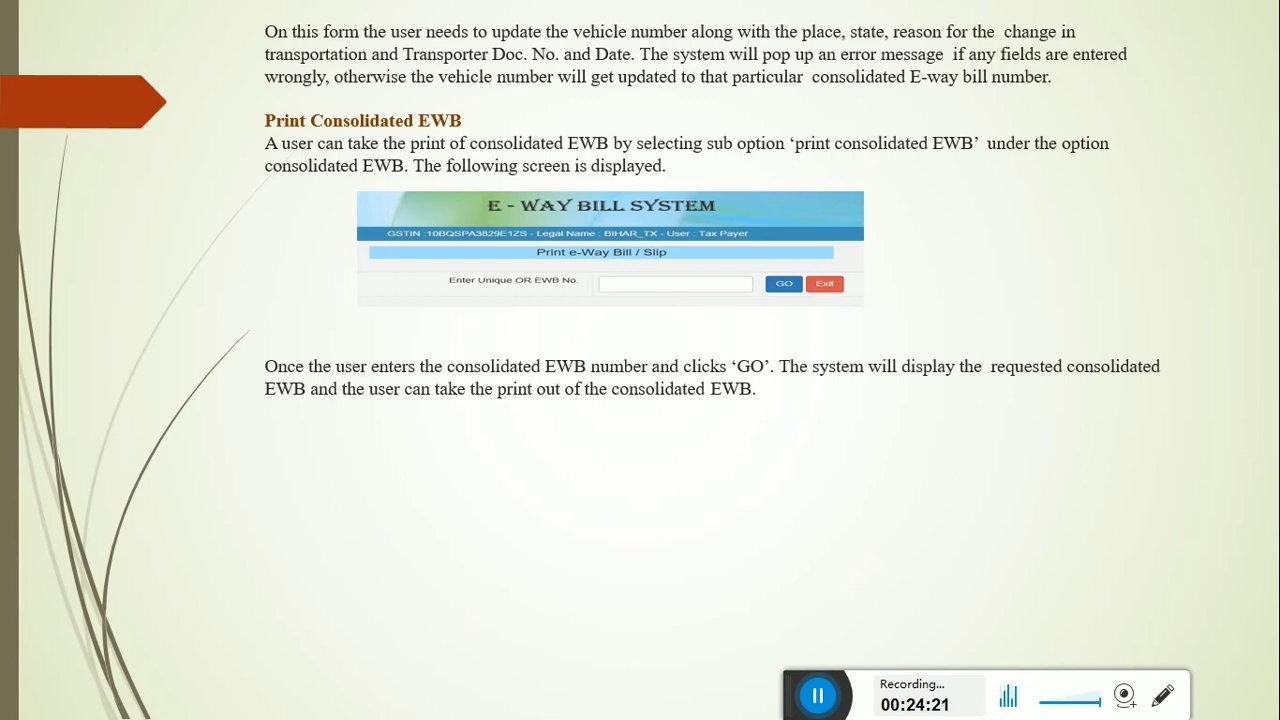 On this form the user needs to update the vehicle number along with the place, state, reason for the change in
transportation and Transporter Doc. No. and Date. The system will pop up an error message if any fields are entered
wrongly, otherwise the vehicle number will get updated to that particular consolidated E-way bill number.
Print Consolidated EWB
A user can take the print of consolidated EWB by selecting sub option ‘print consolidated EWB’ under the option
consolidated EWB. The following screen is displayed.
E - WAY BILL SYSTEM
GSTIN :10BQSPA3829E1ZS - Legal Name : BIHAR_TX - User : Tax Payer
Print e-Way Bill / Slip
Enter Unique OR EWB No. GO Exit
Once the user enters the consolidated EWB number and clicks ‘GO’. The system will display the requested consolidated
EWB and the user can take the print out of the consolidated EWB.
Recording...
00:24:21